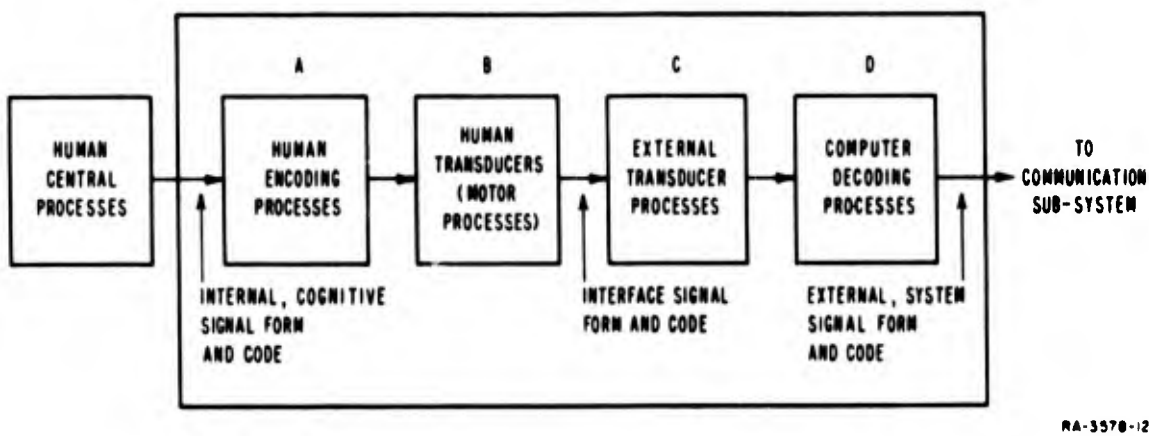 A
B
C
D
HUMAN
CENTRAL
PROCESSES
HUMAN
ENCODING
PROCESSES
HUMAN
TRANSDUCERS
(MOTOR
PROCESSES)
EXTERNAL
TRANSDUCER
PROCESSES
COMPUTER
DECODING
PROCESSES
TO
COMMUNICATION
SUB-SYSTEM
INTERNAL, COGNITIVE
SIGNAL FORM
AND CODE
INTERFACE SIGNAL
FORM AND CODE
EXTERNAL, SYSTEM
SIGNAL FORM
AND CODE
RA-3578-12